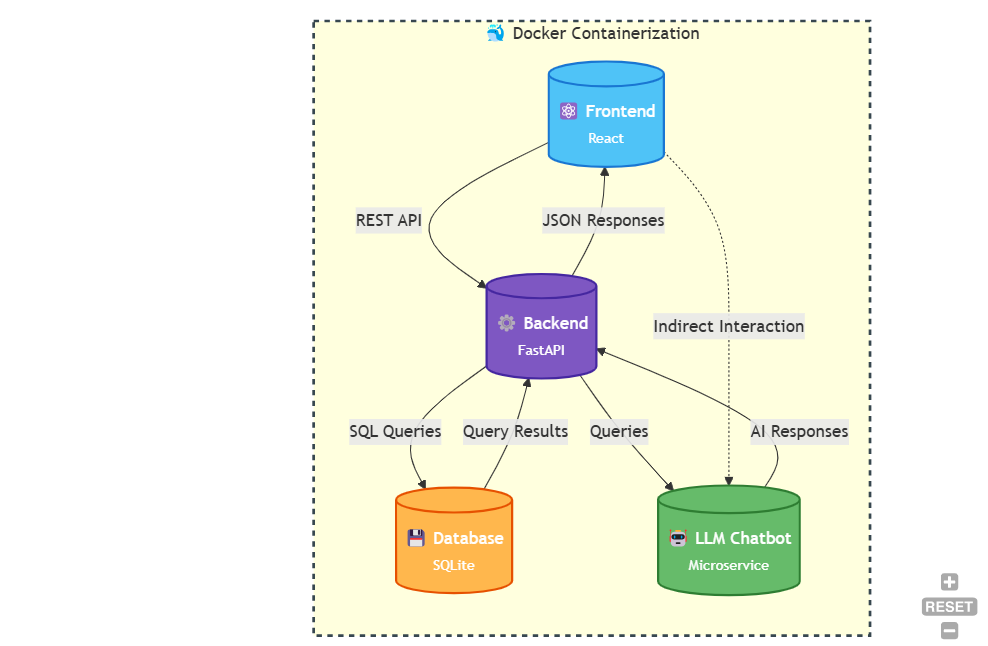 Docker Containerization
Frontend
React
REST API
JSON Responses
Backend
FastAPI
Indirect Interaction
SQL Queries
Query Results
Queries
AI Responses
Database
SQLite
LLM Chatbot
Microservice
RESET